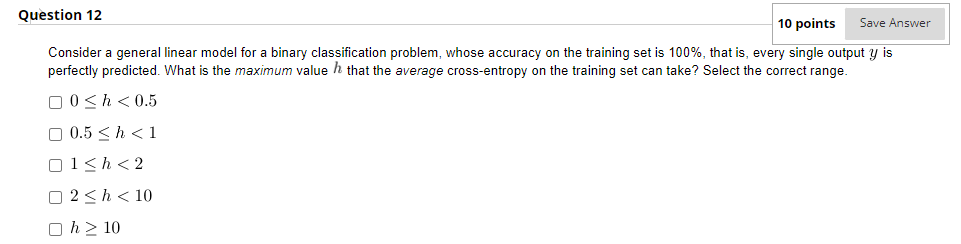 Question 12
10 points
Save Answer
Consider a general linear model for a binary classification problem, whose accuracy on the training set is 100%, that is, every single output y is
perfectly predicted. What is the maximum value h that the average cross-entropy on the training set can take? Select the correct range.
0 ≤ h < 0.5
0.5 ≤ h < 1
1 ≤ h < 2
2 ≤ h < 10
h ≥ 10